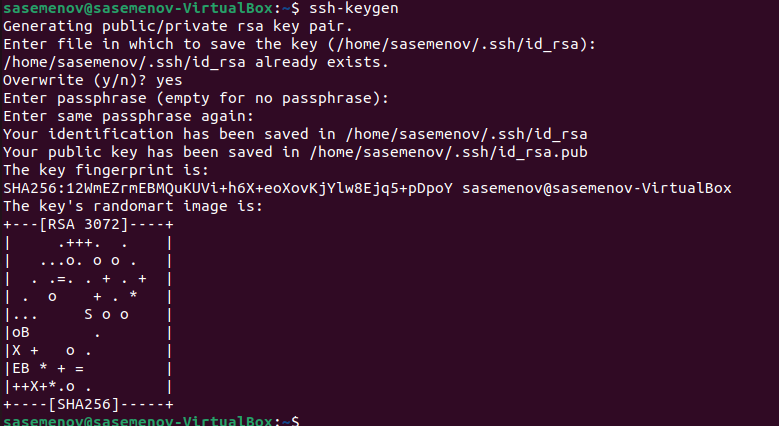 sasemenov@sasemenov-VirtualBox:~$ ssh-keygen
Generating public/private rsa key pair.
Enter file in which to save the key (/home/sasemenov/.ssh/id_rsa):
/home/sasemenov/.ssh/id_rsa already exists.
Overwrite (y/n)? yes
Enter passphrase (empty for no passphrase):
Enter same passphrase again:
Your identification has been saved in /home/sasemenov/.ssh/id_rsa
Your public key has been saved in /home/sasemenov/.ssh/id_rsa.pub
The key fingerprint is:
SHA256:12WmEZrmEBMQuKUVi+h6X+eoXovKjYlw8Ejq5+pDpoY sasemenov@sasemenov-VirtualBox
The key's randomart image is:
+---[RSA 3072]----+
|     .+++.  .    |
|   ...o. o o .   |
|  . .=. . + . +  |
| .  o    + . *   |
|...     S o o    |
|oB       .       |
|X +   o .        |
|EB * + =         |
|++X+*.o .        |
+----[SHA256]-----+
sasemenov@sasemenov-VirtualBox:~$